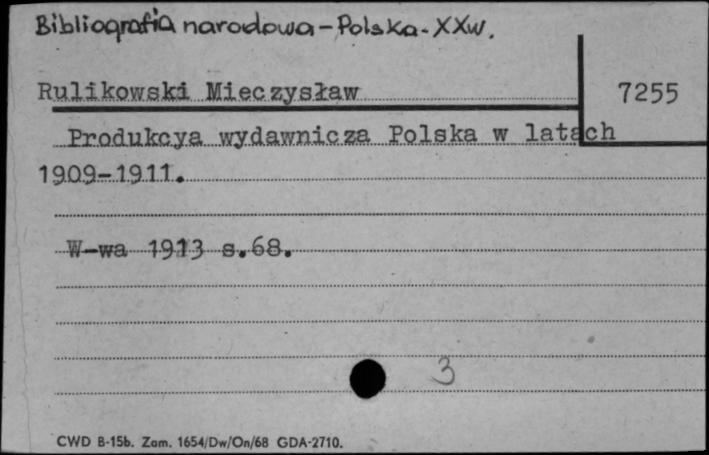 Bibliografia narodowa - Polska - XXw.
Rulikowski Mieczysław
7255
Produkcya wydawnicza Polska w latach
1909-1911.
W-wa 1913 s.68.
3
CWD B-15b. Zam. 1654/Dw/On/68 GDA-2710.